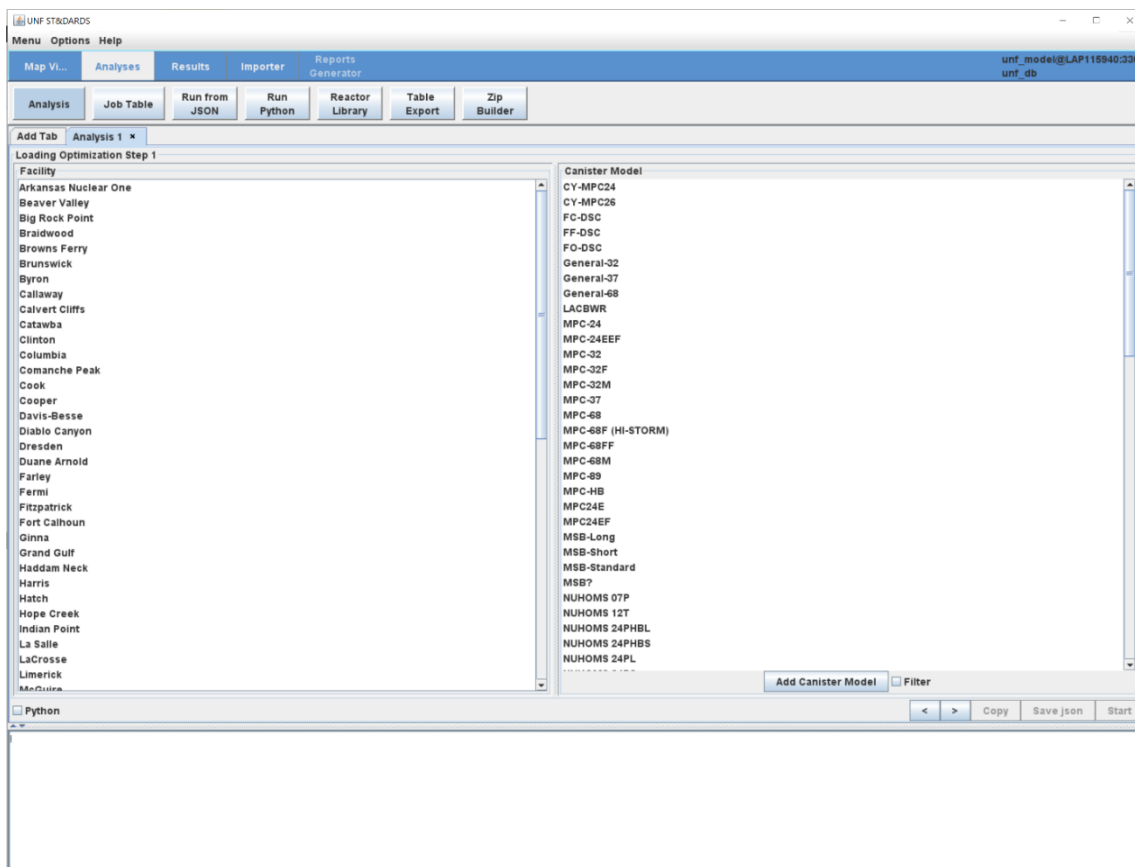 UNF ST&DARDS
Menu Options Help
Map Vi... Analyses Results Importer Reports Generator
unf_model@LAP115940:330
unf_db
Analysis Job Table Run from JSON Run Python Reactor Library Table Export Zip Builder
Add Tab Analysis 1 ×
Loading Optimization Step 1
Facility
Arkansas Nuclear One
Beaver Valley
Big Rock Point
Braidwood
Browns Ferry
Brunswick
Byron
Callaway
Calvert Cliffs
Catawba
Clinton
Columbia
Comanche Peak
Cook
Cooper
Davis-Besse
Diablo Canyon
Dresden
Duane Arnold
Farley
Fermi
Fitzpatrick
Fort Calhoun
Ginna
Grand Gulf
Haddam Neck
Harris
Hatch
Hope Creek
Indian Point
La Salle
LaCrosse
Limerick
McGuire
Canister Model
CY-MPC24
CY-MPC26
FC-DSC
FF-DSC
FO-DSC
General-32
General-37
General-68
LACBWR
MPC-24
MPC-24EEF
MPC-32
MPC-32F
MPC-32M
MPC-37
MPC-68
MPC-68F (HI-STORM)
MPC-68FF
MPC-68M
MPC-89
MPC-HB
MPC24E
MPC24EF
MSB-Long
MSB-Short
MSB-Standard
MSB?
NUHOMS 07P
NUHOMS 12T
NUHOMS 24PHBL
NUHOMS 24PHBS
NUHOMS 24PL
Add Canister Model Filter
Python < > Copy Save json Start